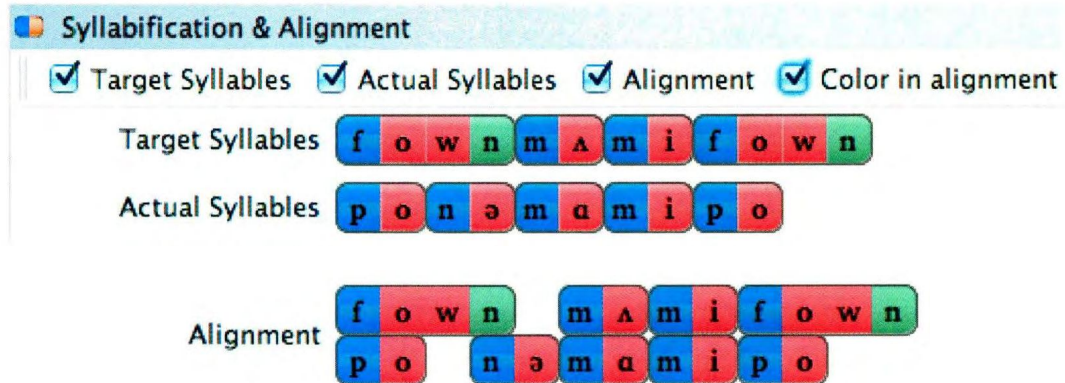 Syllabification & Alignment
Target Syllables Actual Syllables Alignment Color in alignment
Target Syllables f o w n m ʌ m i f o w n
Actual Syllables p o n ə m ɑ m i p o
Alignment
f o w n m ʌ m i f o w n
p o n ə m ɑ m i p o